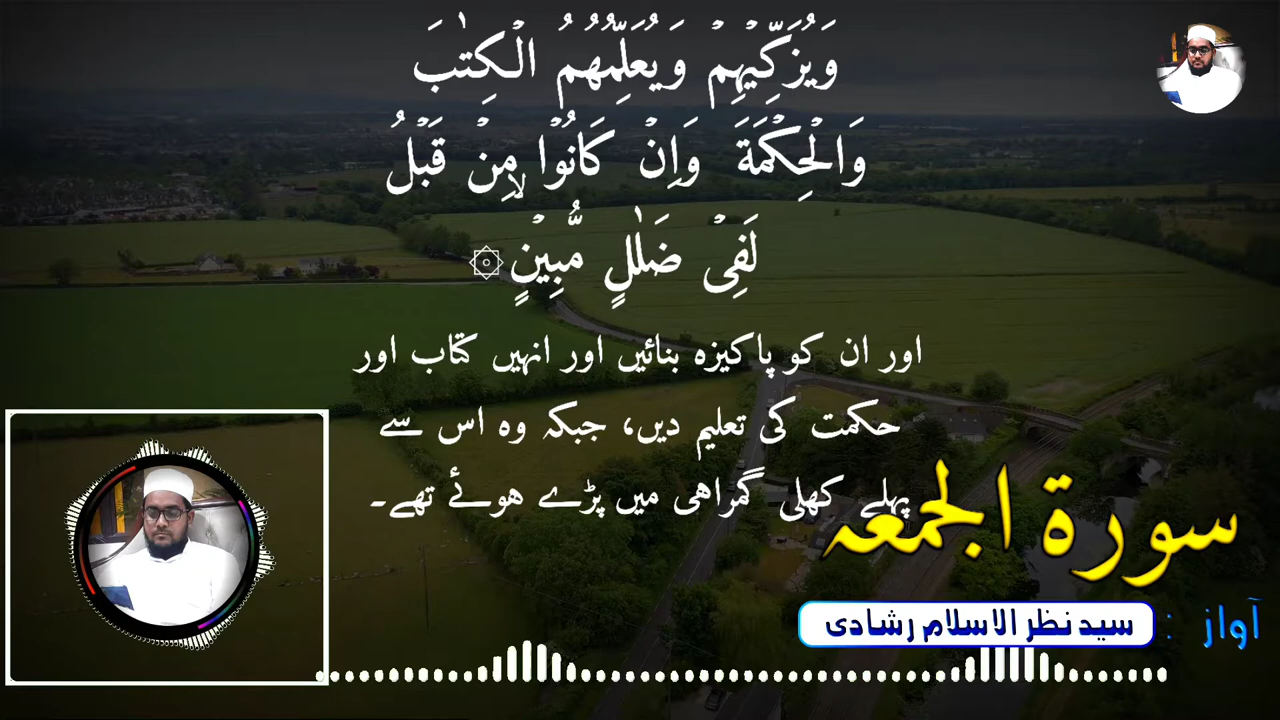 وَيُزَكِّيۡهِمۡ وَيُعَلِّمُهُمُ الۡكِتٰبَ
وَالۡحِكۡمَةَ وَاِنۡ كَانُوۡا مِنۡ قَبۡلُ
لَفِىۡ ضَلٰلٍ مُّبِيۡنٍۙ‏
اور ان کو پاکیزہ بنائیں اور انہیں کتاب اور
حکمت کی تعلیم دیں، جبکہ وہ اس سے
پہلے کھلی گمراہی میں پڑے ہوئے تھے۔
سورۃ الجمعہ
آواز : سید نظر الاسلام رشادی